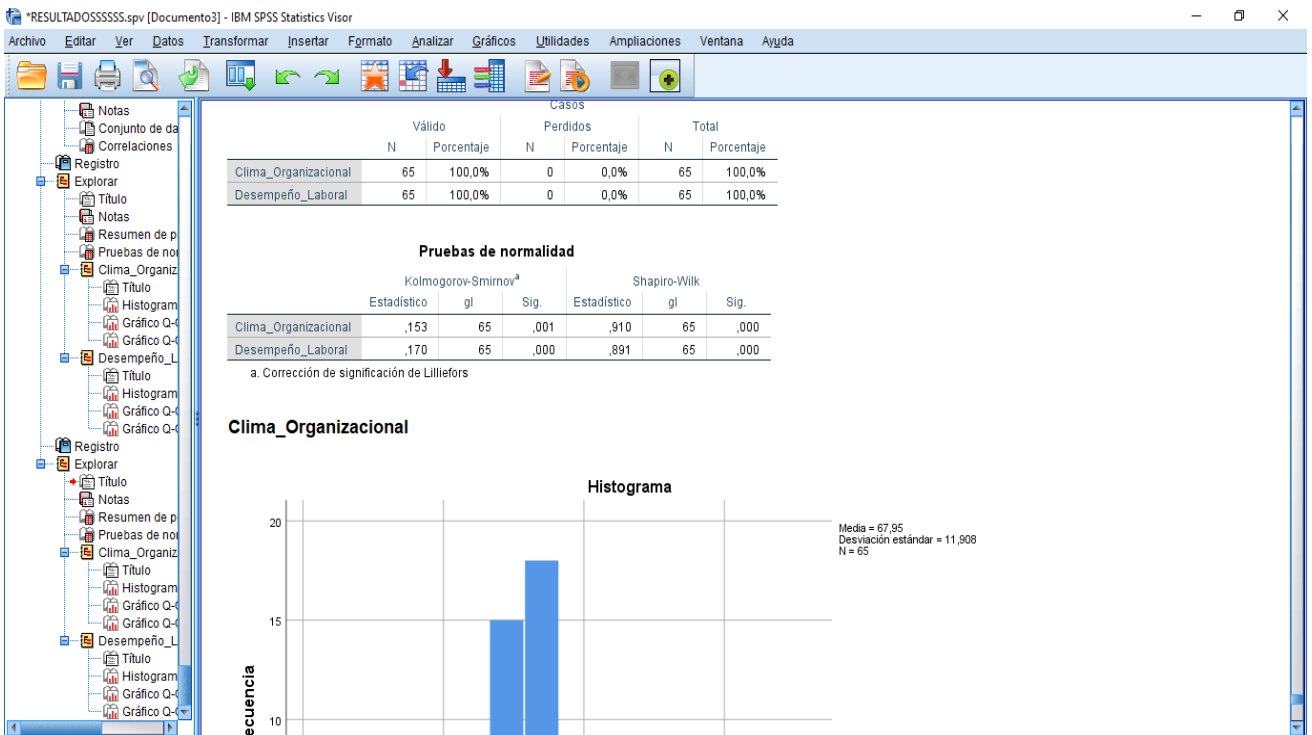 *RESULTADOSSSSSS.spv [Documento3] - IBM SPSS Statistics Visor
Archivo Editar Ver Datos Transformar Insertar Formato Analizar Gráficos Utilidades Ampliaciones Ventana Ayuda
Notas
Conjunto de da
Correlaciones
Registro
Explorar
Título
Notas
Resumen de p
Pruebas de nor
Clima_Organiz
Título
Histogram
Gráfico Q-Q
Gráfico Q-Q
Desempeño_L
Título
Histogram
Gráfico Q-Q
Gráfico Q-Q
Registro
Explorar
Título
Notas
Resumen de p
Pruebas de nor
Clima_Organiz
Título
Histogram
Gráfico Q-Q
Gráfico Q-Q
Desempeño_L
Título
Histogram
Gráfico Q-Q
Gráfico Q-Q
Casos
Válido Perdidos Total
N Porcentaje N Porcentaje N Porcentaje
Clima_Organizacional 65 100,0% 0 0,0% 65 100,0%
Desempeño_Laboral 65 100,0% 0 0,0% 65 100,0%
Pruebas de normalidad
Kolmogorov-Smirnovª Shapiro-Wilk
Estadístico gl Sig. Estadístico gl Sig.
Clima_Organizacional ,153 65 ,001 ,910 65 ,000
Desempeño_Laboral ,170 65 ,000 ,891 65 ,000
a. Corrección de significación de Lilliefors
Clima_Organizacional
Histograma
20
15
10
ecuencia
Media = 67,95
Desviación estándar = 11,908
N = 65